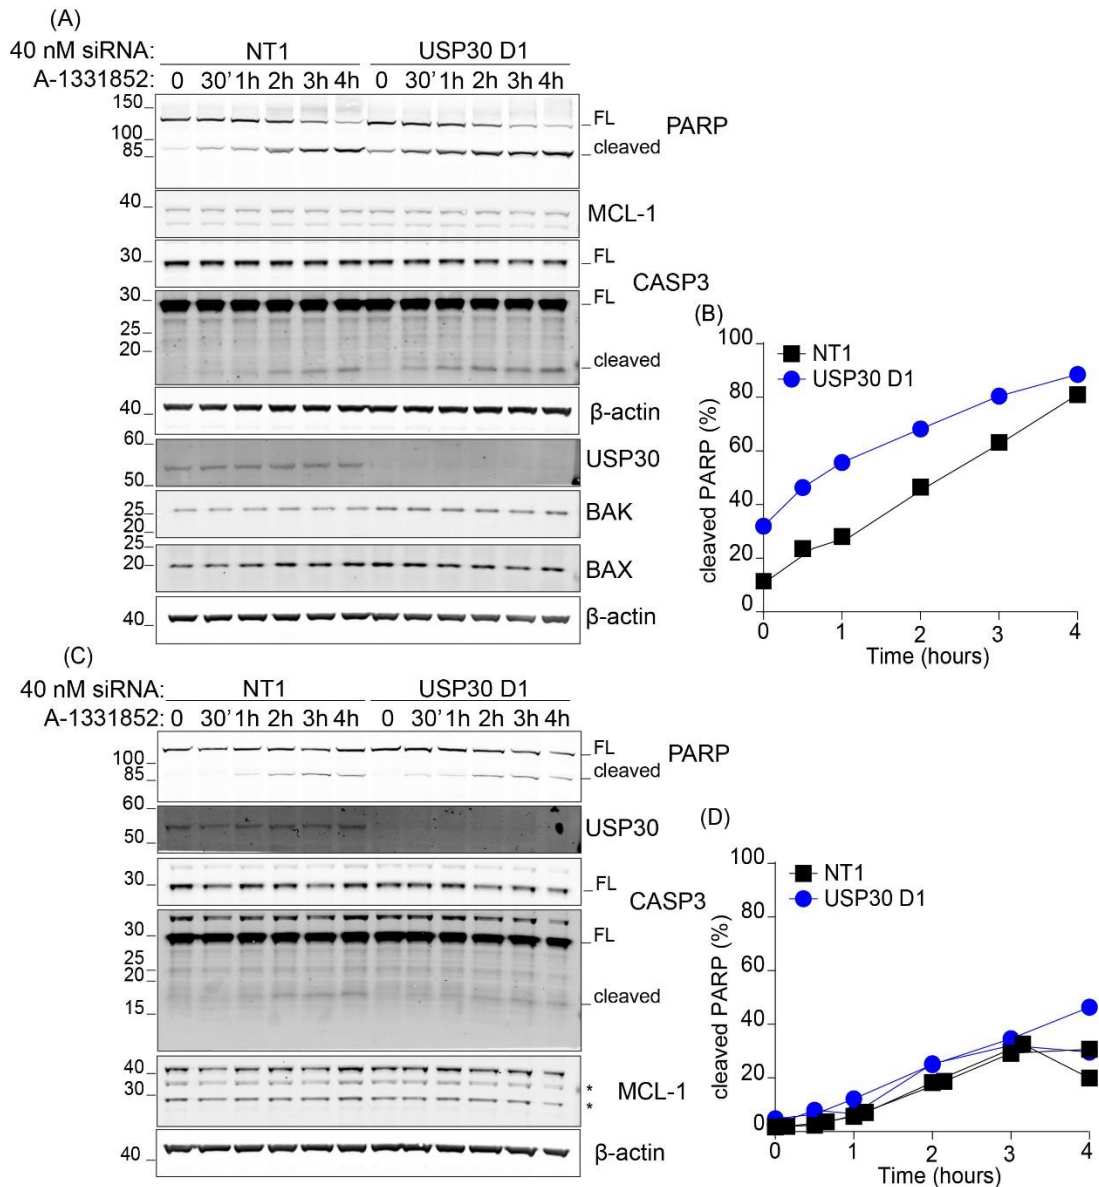 (A)
40 nM siRNA: NT1 USP30 D1
A-1331852: 0 30' 1h 2h 3h 4h 0 30' 1h 2h 3h 4h
150
FL
PARP
100
85
cleaved
40
MCL-1
30
FL
CASP3
30
FL
25
20
cleaved
40
β-actin
60
USP30
50
25
BAK
20
25
20
BAX
40
β-actin
(B)
NT1
USP30 D1
cleaved PARP (%)
100
80
60
40
20
0
0 1 2 3 4
Time (hours)
(C)
40 nM siRNA: NT1 USP30 D1
A-1331852: 0 30' 1h 2h 3h 4h 0 30' 1h 2h 3h 4h
FL
PARP
100
85
cleaved
60
USP30
50
30
FL
CASP3
30
FL
25
20
cleaved
15
40
30
*
MCL-1
*
40
β-actin
(D)
NT1
USP30 D1
cleaved PARP (%)
100
80
60
40
20
0
0 1 2 3 4
Time (hours)